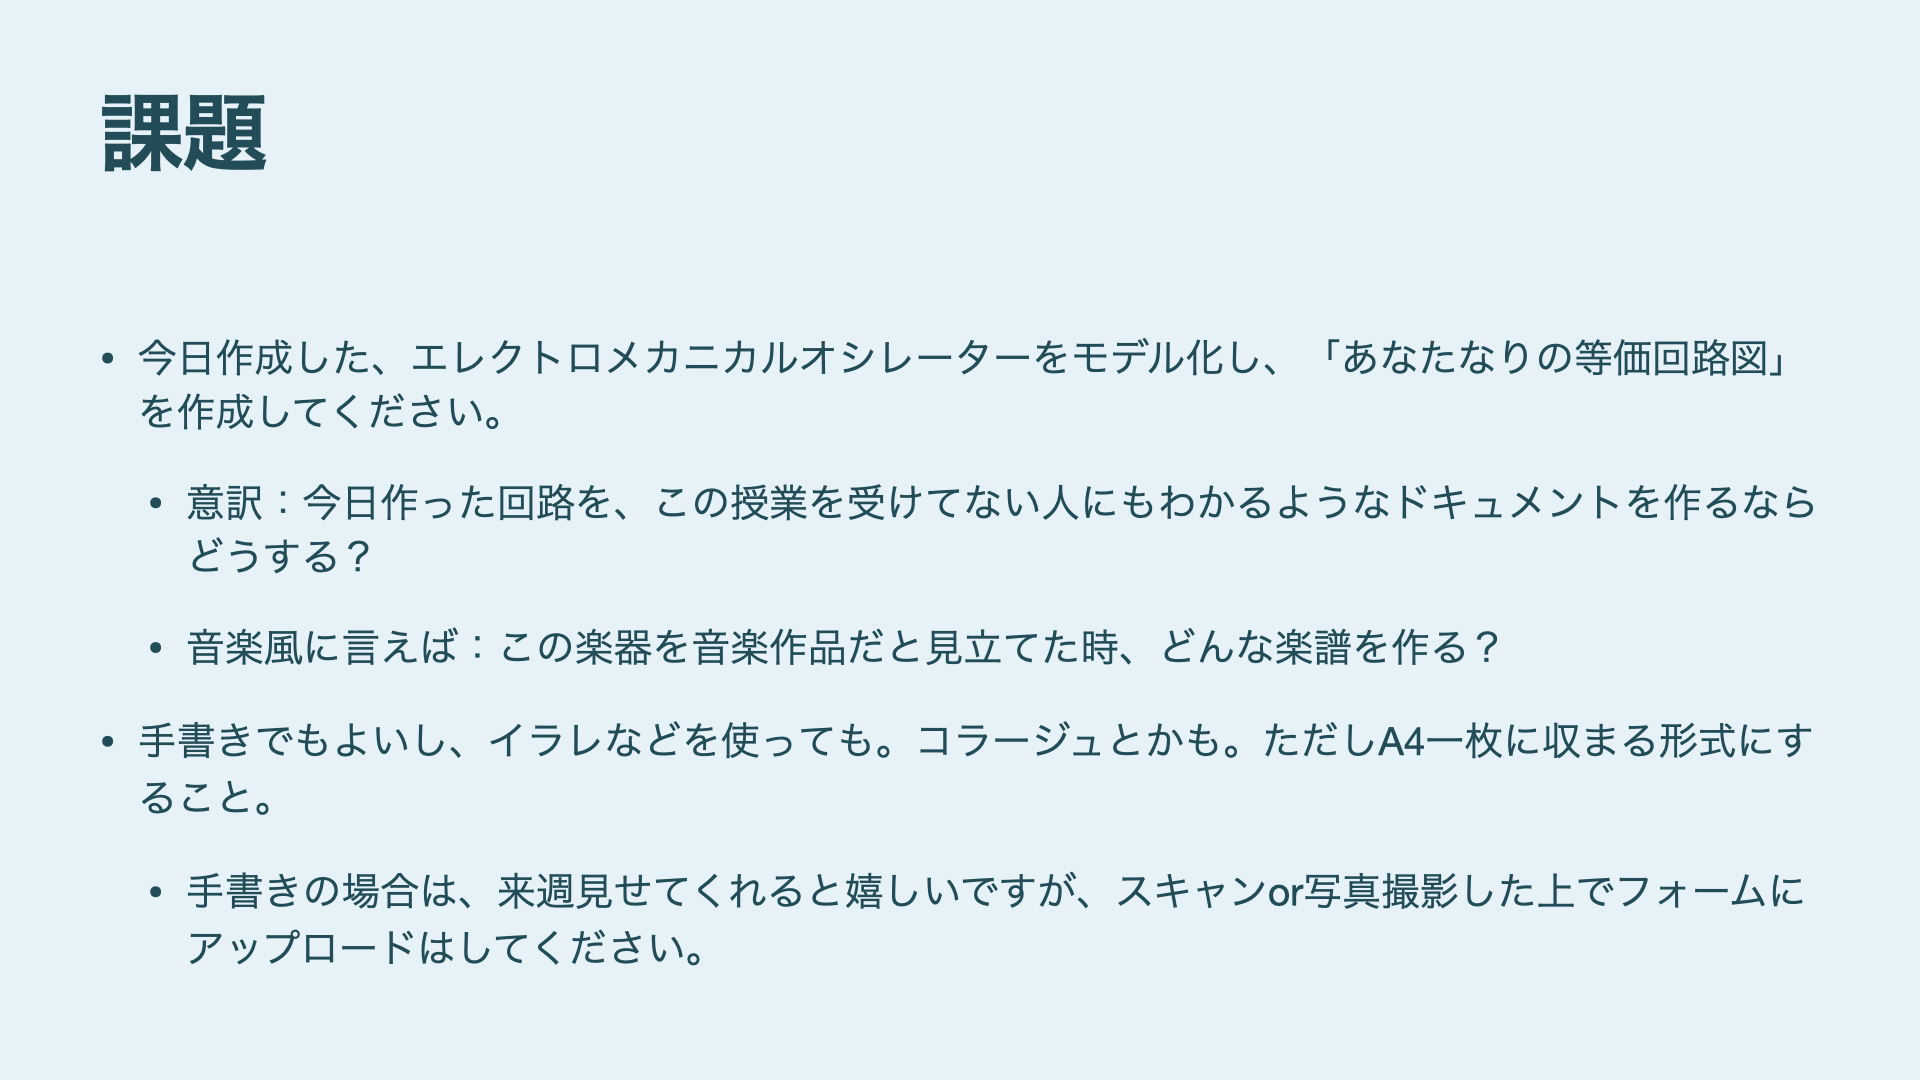 課題
• 今日作成した、エレクトロメカニカルオシレーターをモデル化し、「あなたなりの等価回路図」
を作成してください。
• 意訳：今日作った回路を、この授業を受けてない人にもわかるようなドキュメントを作るなら
どうする？
• 音楽風に言えば：この楽器を音楽作品だと見立てた時、どんな楽譜を作る？
• 手書きでもよいし、イラレなどを使っても。コラージュとかも。ただしA4一枚に収まる形式にす
ること。
• 手書きの場合は、来週見せてくれると嬉しいですが、スキャンor写真撮影した上でフォームに
アップロードはしてください。